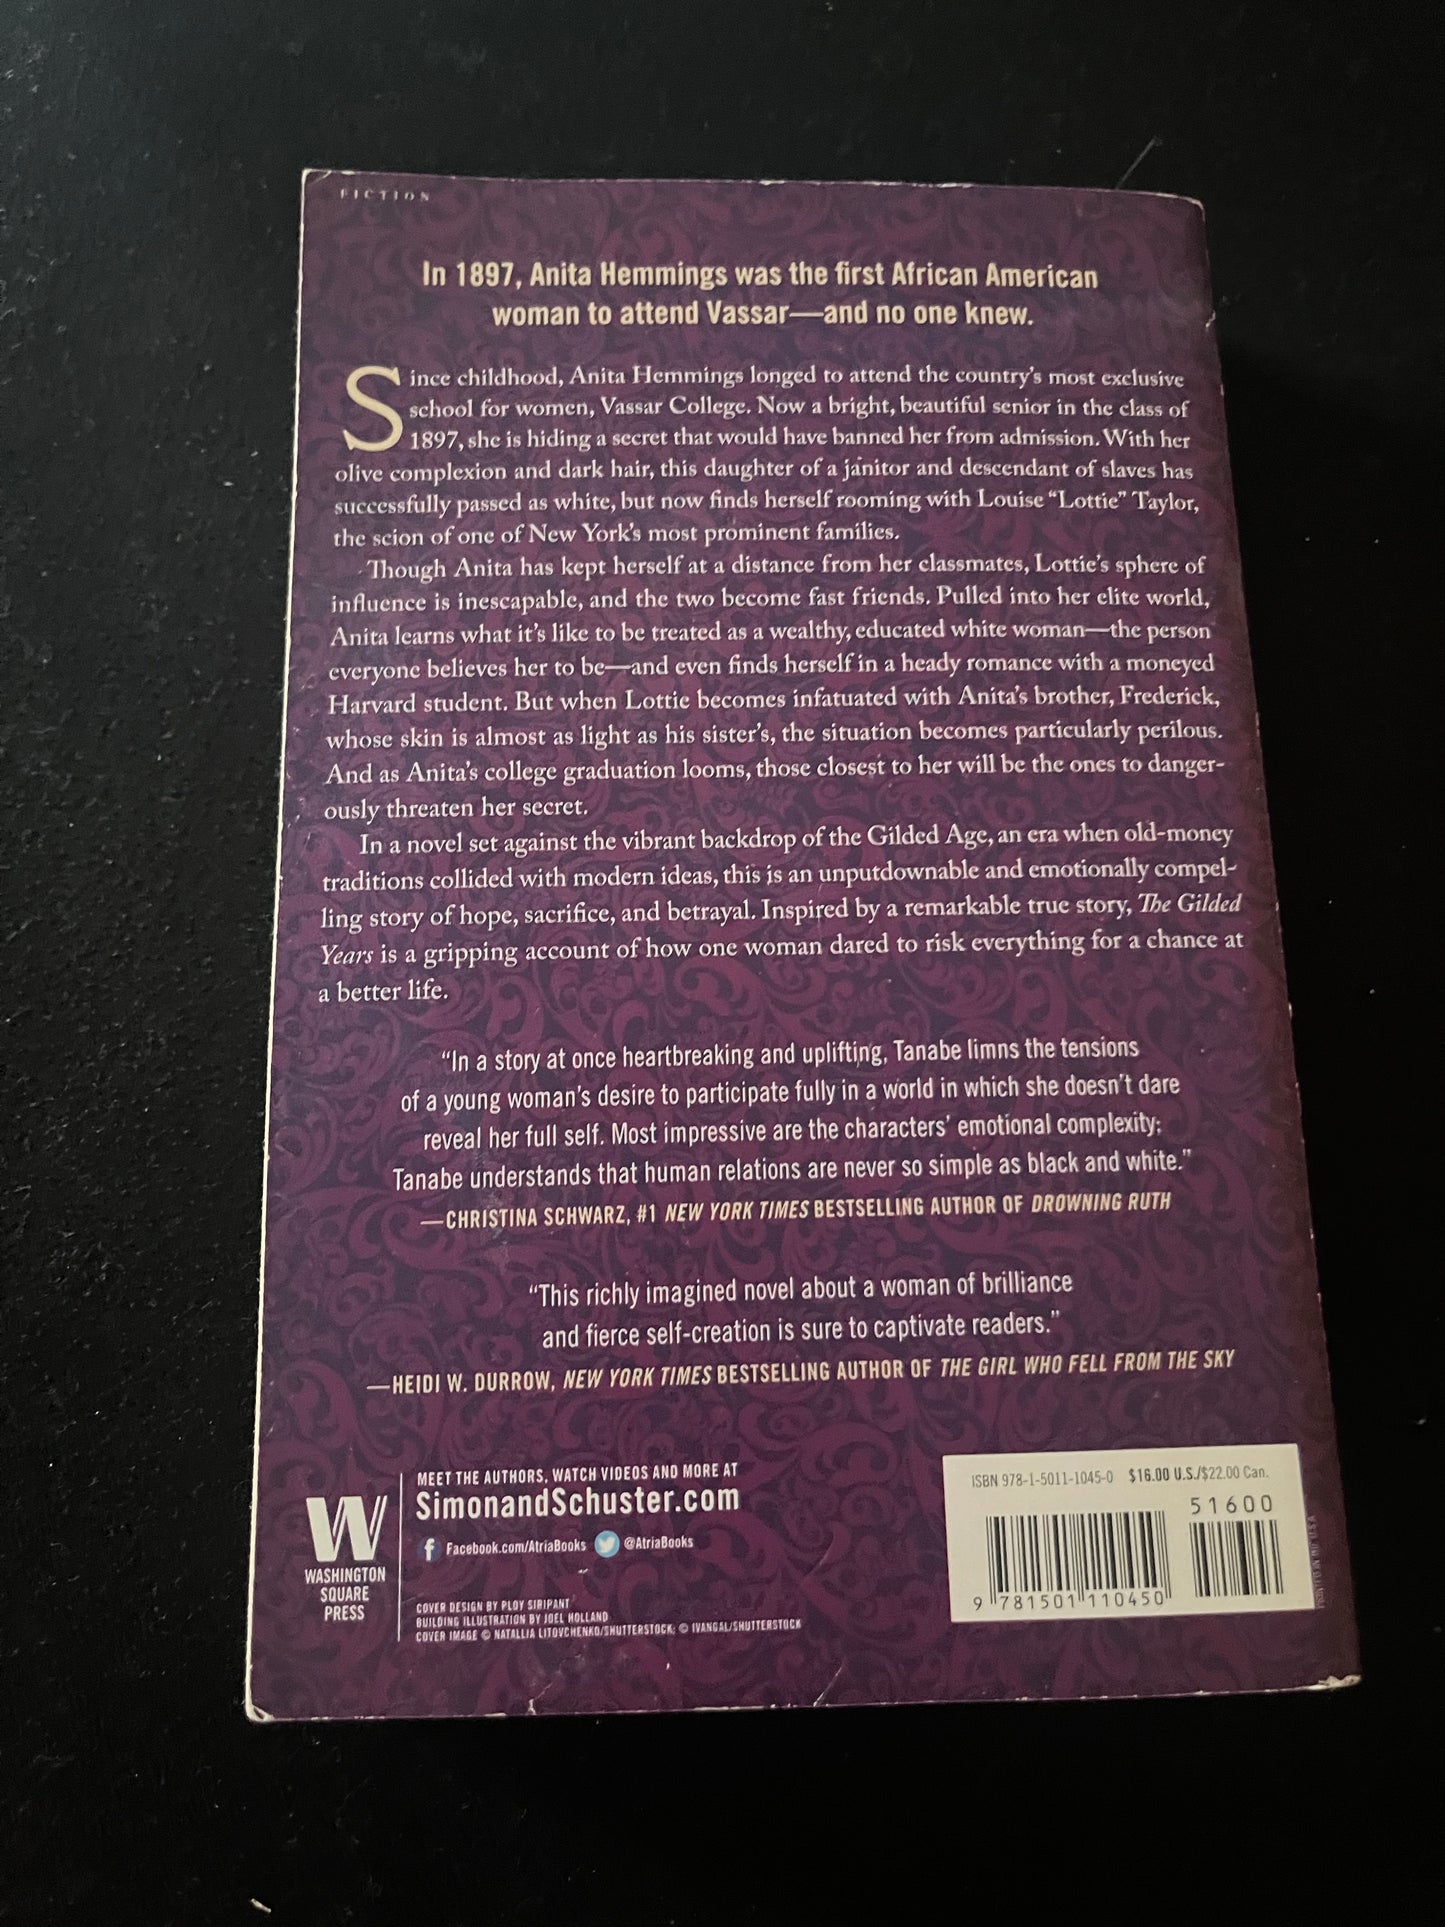 FICTION
In 1897, Anita Hemmings was the first African American
woman to attend Vassar—and no one knew.
Since childhood, Anita Hemmings longed to attend the country's most exclusive
school for women, Vassar College. Now a bright, beautiful senior in the class of
1897, she is hiding a secret that would have banned her from admission. With her
olive complexion and dark hair, this daughter of a janitor and descendant of slaves has
successfully passed as white, but now finds herself rooming with Louise “Lottie” Taylor,
the scion of one of New York's most prominent families.
Though Anita has kept herself at a distance from her classmates, Lottie's sphere of
influence is inescapable, and the two become fast friends. Pulled into her elite world,
Anita learns what it's like to be treated as a wealthy, educated white woman—the person
everyone believes her to be—and even finds herself in a heady romance with a moneyed
Harvard student. But when Lottie becomes infatuated with Anita's brother, Frederick,
whose skin is almost as light as his sister's, the situation becomes particularly perilous.
And as Anita's college graduation looms, those closest to her will be the ones to danger-
ously threaten her secret.
In a novel set against the vibrant backdrop of the Gilded Age, an era when old-money
traditions collided with modern ideas, this is an unputdownable and emotionally compel-
ling story of hope, sacrifice, and betrayal. Inspired by a remarkable true story, The Gilded
Years is a gripping account of how one woman dared to risk everything for a chance at
a better life.
“In a story at once heartbreaking and uplifting, Tanabe limns the tensions
of a young woman's desire to participate fully in a world in which she doesn't dare
reveal her full self. Most impressive are the characters' emotional complexity;
Tanabe understands that human relations are never so simple as black and white.”
—CHRISTINA SCHWARZ, #1 NEW YORK TIMES BESTSELLING AUTHOR OF DROWNING RUTH
“This richly imagined novel about a woman of brilliance
and fierce self-creation is sure to captivate readers.”
—HEIDI W. DURROW, NEW YORK TIMES BESTSELLING AUTHOR OF THE GIRL WHO FELL FROM THE SKY
W
WASHINGTON
SQUARE
PRESS
MEET THE AUTHORS, WATCH VIDEOS AND MORE AT
SimonandSchuster.com
Facebook.com/AtriaBooks @AtriaBooks
COVER DESIGN BY PLOY SIRIPANT
BUILDING ILLUSTRATION BY JOEL HOLLAND
COVER IMAGE © NATALLIA LITOVCHENKO/SHUTTERSTOCK; © IVANGAL/SHUTTERSTOCK
ISBN 978-1-5011-1045-0 $16.00 U.S./$22.00 Can.
51600
9 781501 110450
PRINTED IN THE U.S.A.